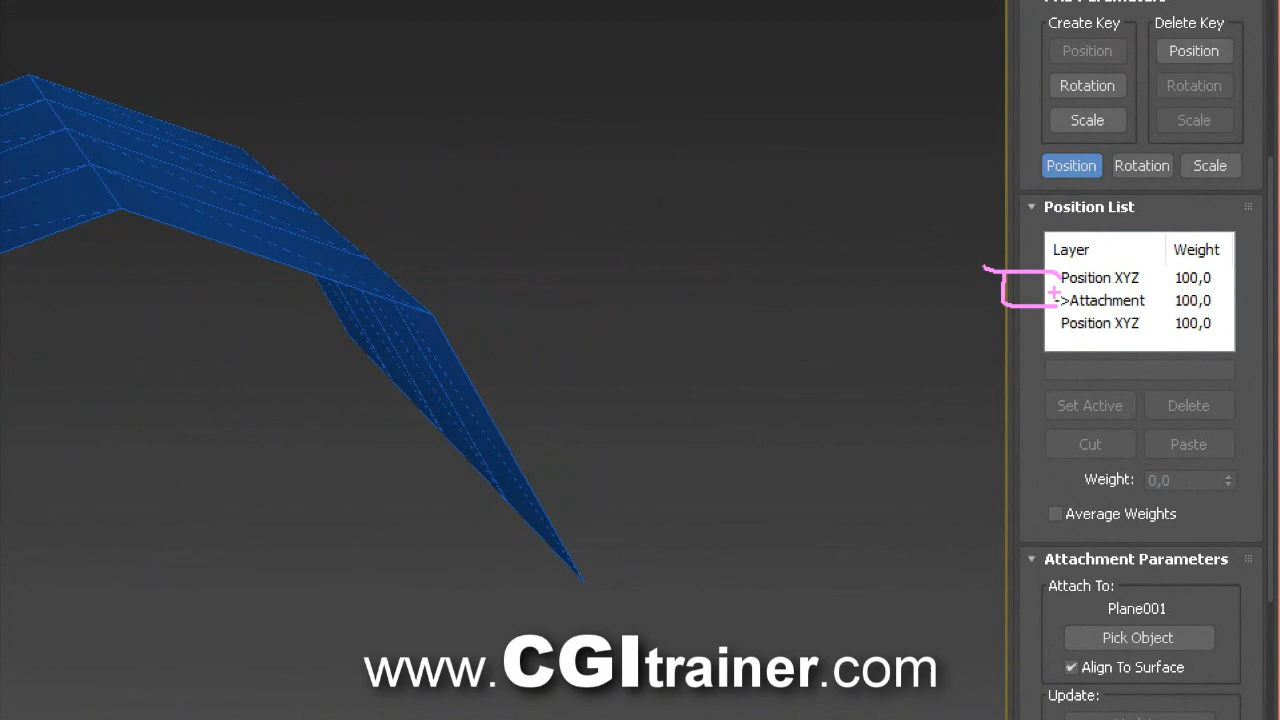 Create Key
Delete Key
Position
Position
Rotation
Rotation
Scale
Scale
Position Rotation Scale
Position List
Layer Weight
Position XYZ 100,0
->Attachment 100,0
Position XYZ 100,0
Set Active Delete
Cut Paste
Weight: 0,0
Average Weights
Attachment Parameters
Attach To:
Plane001
Pick Object
Align To Surface
Update:
www.CGItrainer.com